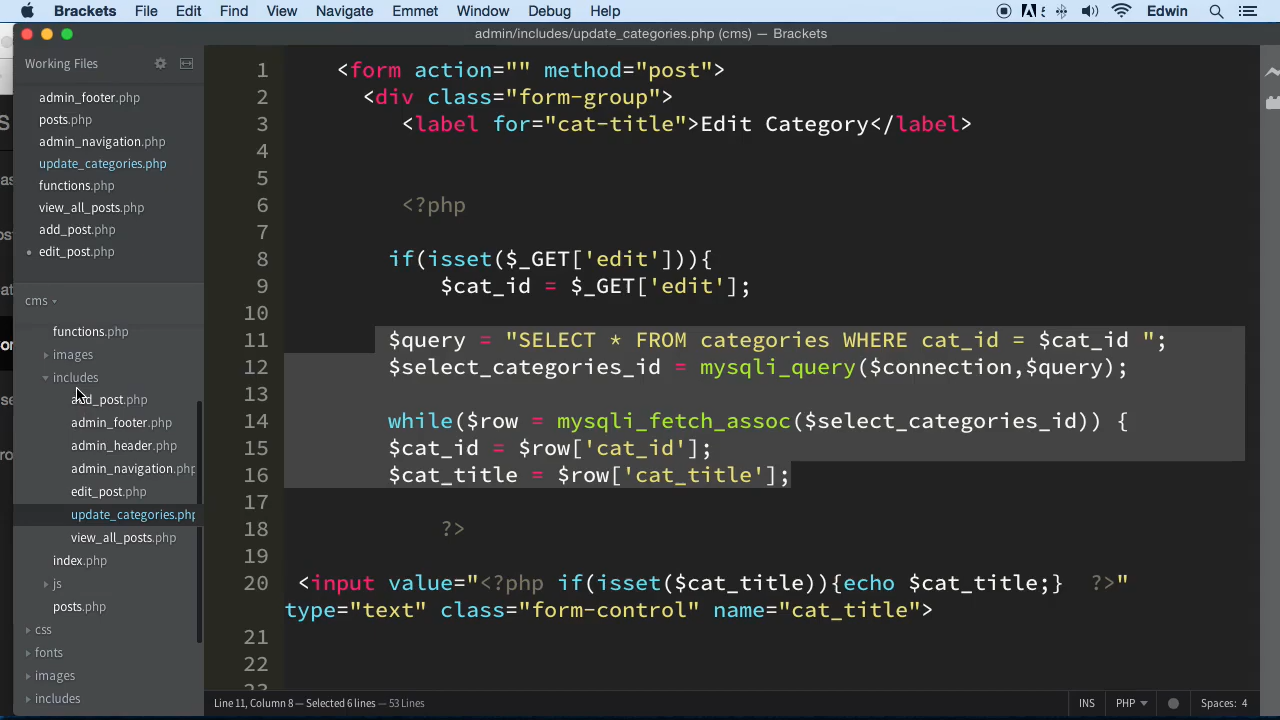 Brackets File Edit Find View Navigate Emmet Window Debug Help Edwin
admin/includes/update_categories.php (cms) — Brackets
Working Files
admin_footer.php
posts.php
admin_navigation.php
update_categories.php
functions.php
view_all_posts.php
add_post.php
edit_post.php
cms
functions.php
images
includes
add_post.php
admin_footer.php
admin_header.php
admin_navigation.php
edit_post.php
update_categories.php
view_all_posts.php
index.php
js
posts.php
css
fonts
images
includes
1 <form action="" method="post">
2 <div class="form-group">
3 <label for="cat-title">Edit Category</label>
4
5
6 <?php
7
8 if(isset($_GET['edit'])){
9 $cat_id = $_GET['edit'];
10
11 $query = "SELECT * FROM categories WHERE cat_id = $cat_id ";
12 $select_categories_id = mysqli_query($connection,$query);
13
14 while($row = mysqli_fetch_assoc($select_categories_id)) {
15 $cat_id = $row['cat_id'];
16 $cat_title = $row['cat_title'];
17
18 ?>
19
20 <input value="<?php if(isset($cat_title)){echo $cat_title;} ?>"
type="text" class="form-control" name="cat_title">
21
22
23
Line 11, Column 8 — Selected 6 lines — 53 Lines
INS PHP Spaces: 4